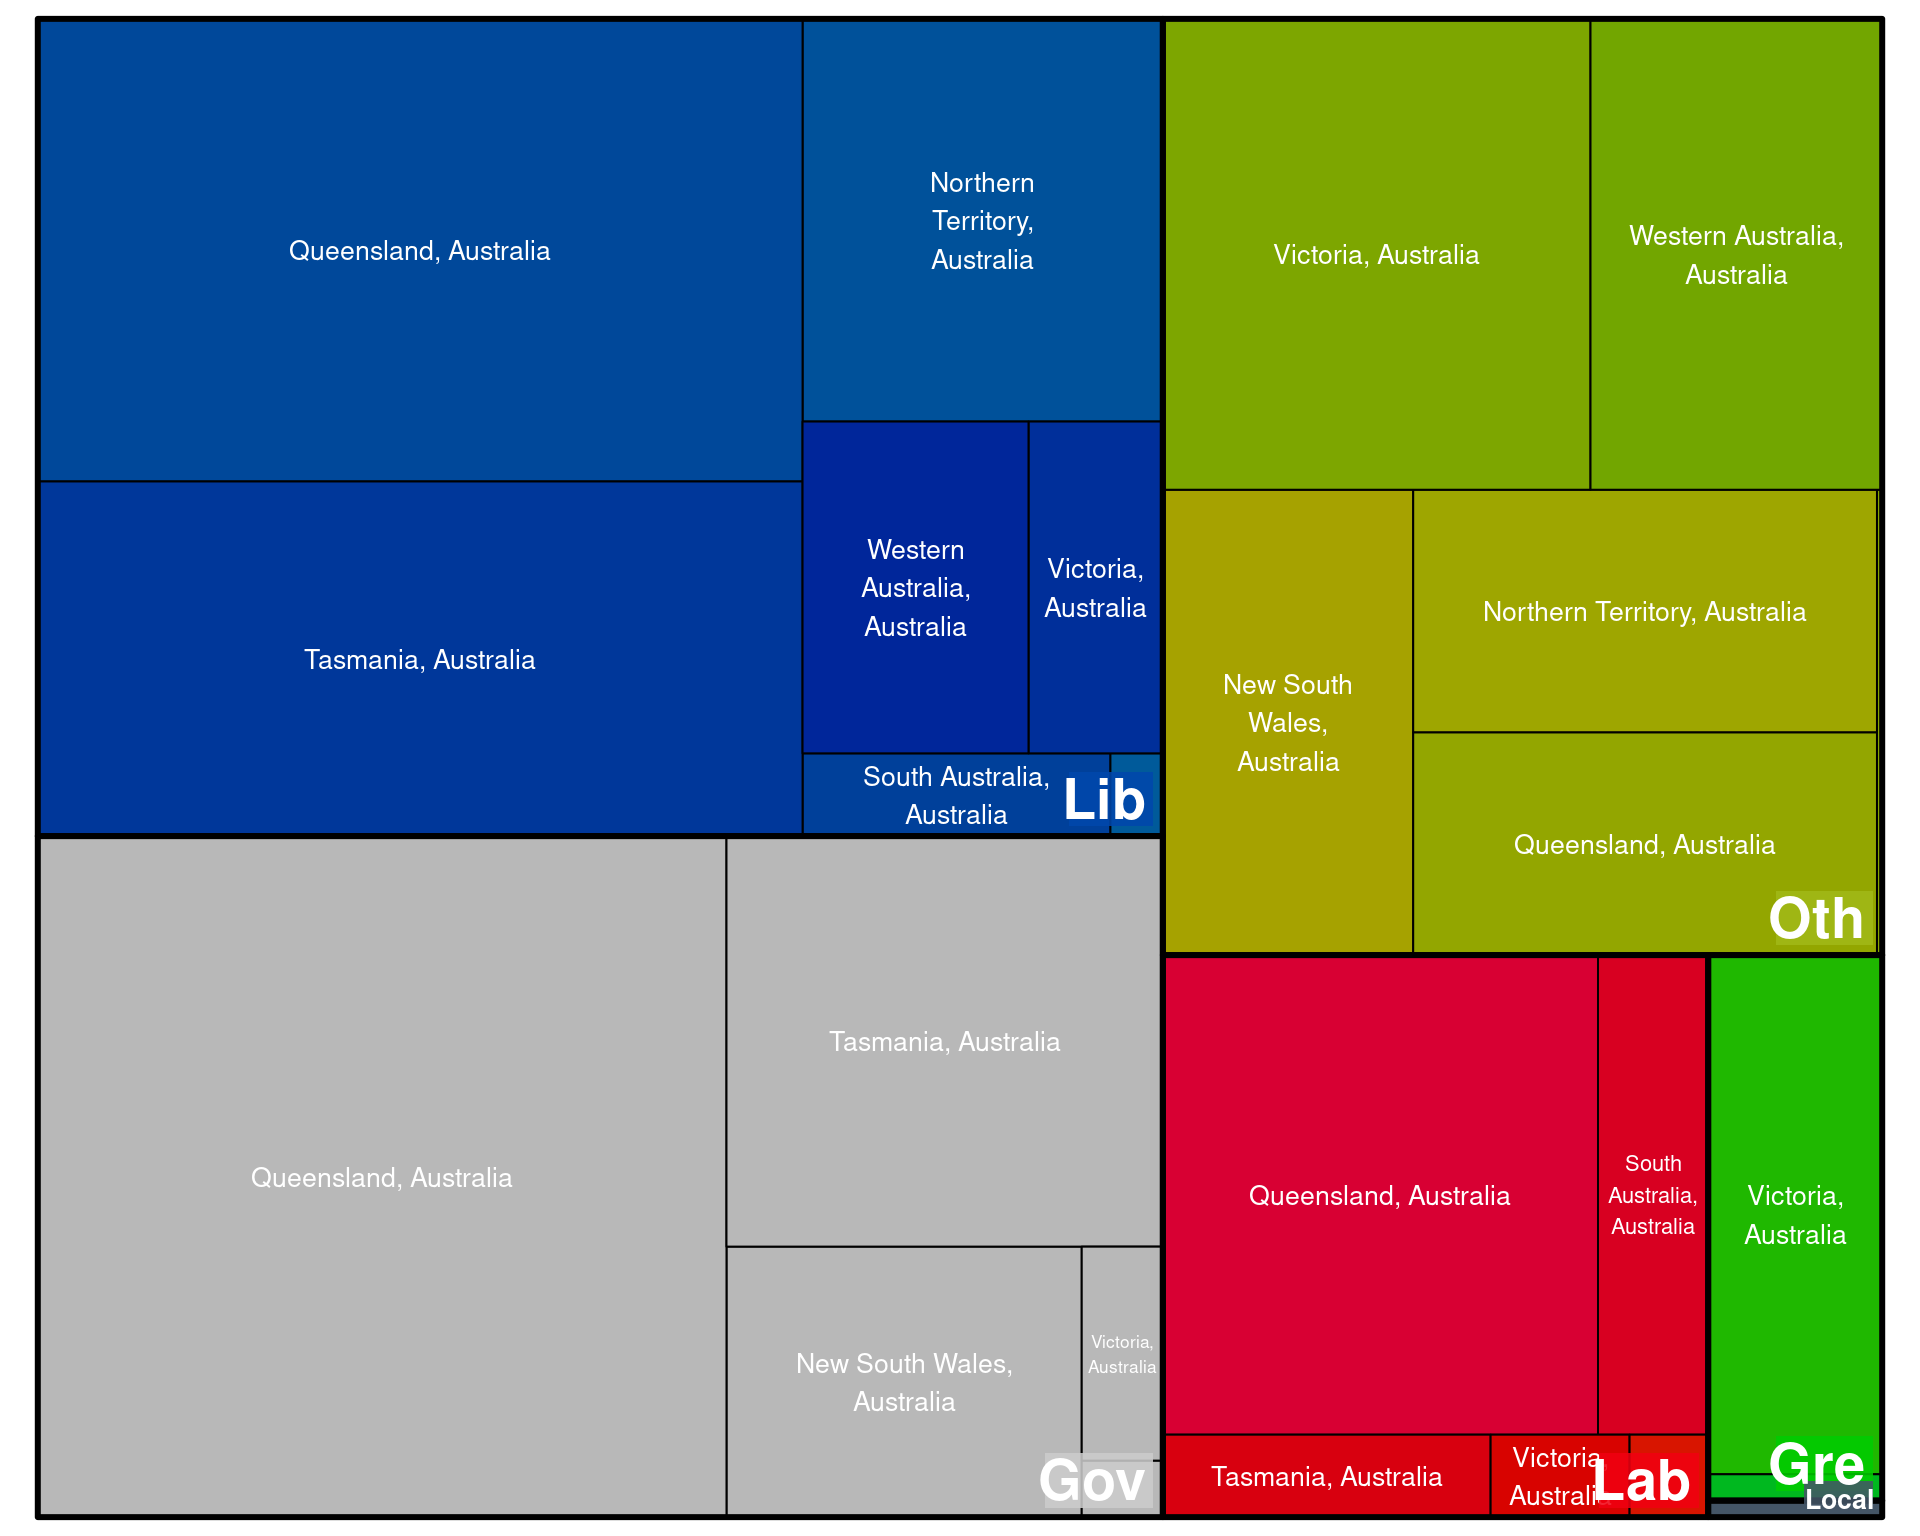 Queensland, Australia
Northern
Territory,
Australia
Tasmania, Australia
Western
Australia,
Australia
Victoria,
Australia
South Australia,
Australia
Lib
Victoria, Australia
Western Australia,
Australia
New South
Wales,
Australia
Northern Territory, Australia
Queensland, Australia
Oth
Queensland, Australia
Tasmania, Australia
New South Wales,
Australia
Victoria,
Australia
Gov
Queensland, Australia
South
Australia,
Australia
Tasmania, Australia
Victoria,
Australia
Lab
Victoria,
Australia
Gre
Local